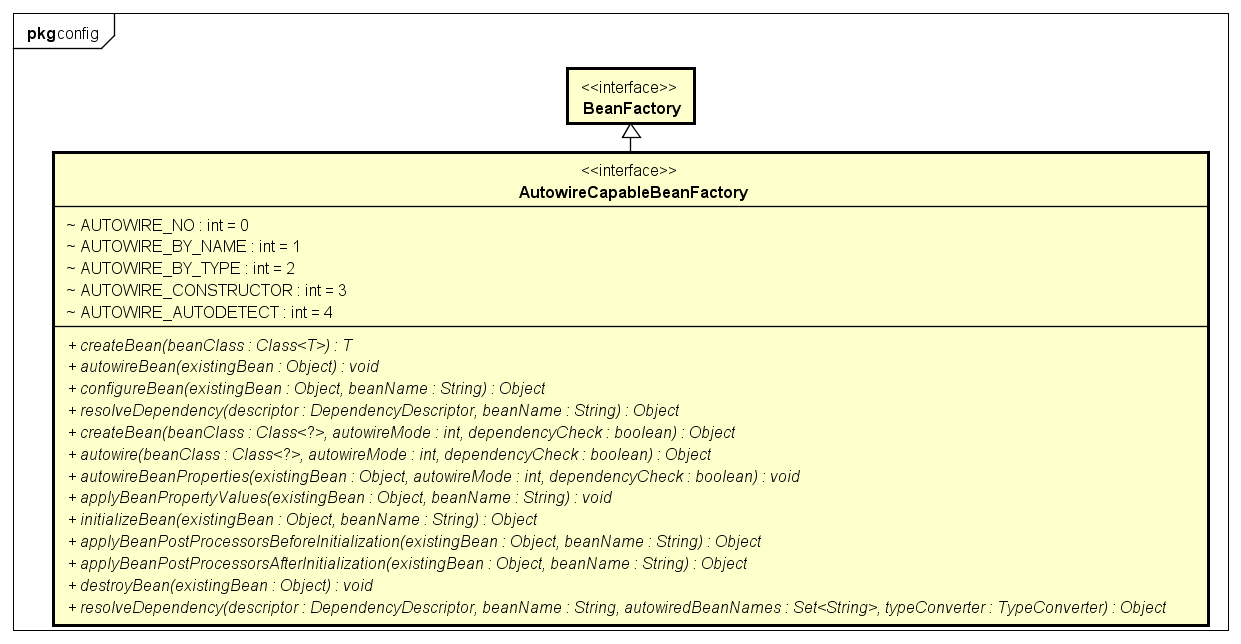 pkg config
<<interface>>
BeanFactory
<<interface>>
AutowireCapableBeanFactory
~ AUTOWIRE_NO : int = 0
~ AUTOWIRE_BY_NAME : int = 1
~ AUTOWIRE_BY_TYPE : int = 2
~ AUTOWIRE_CONSTRUCTOR : int = 3
~ AUTOWIRE_AUTODETECT : int = 4
+ createBean(beanClass : Class<T>) : T
+ autowireBean(existingBean : Object) : void
+ configureBean(existingBean : Object, beanName : String) : Object
+ resolveDependency(descriptor : DependencyDescriptor, beanName : String) : Object
+ createBean(beanClass : Class<?>, autowireMode : int, dependencyCheck : boolean) : Object
+ autowire(beanClass : Class<?>, autowireMode : int, dependencyCheck : boolean) : Object
+ autowireBeanProperties(existingBean : Object, autowireMode : int, dependencyCheck : boolean) : void
+ applyBeanPropertyValues(existingBean : Object, beanName : String) : void
+ initializeBean(existingBean : Object, beanName : String) : Object
+ applyBeanPostProcessorsBeforeInitialization(existingBean : Object, beanName : String) : Object
+ applyBeanPostProcessorsAfterInitialization(existingBean : Object, beanName : String) : Object
+ destroyBean(existingBean : Object) : void
+ resolveDependency(descriptor : DependencyDescriptor, beanName : String, autowiredBeanNames : Set<String>, typeConverter : TypeConverter) : Object